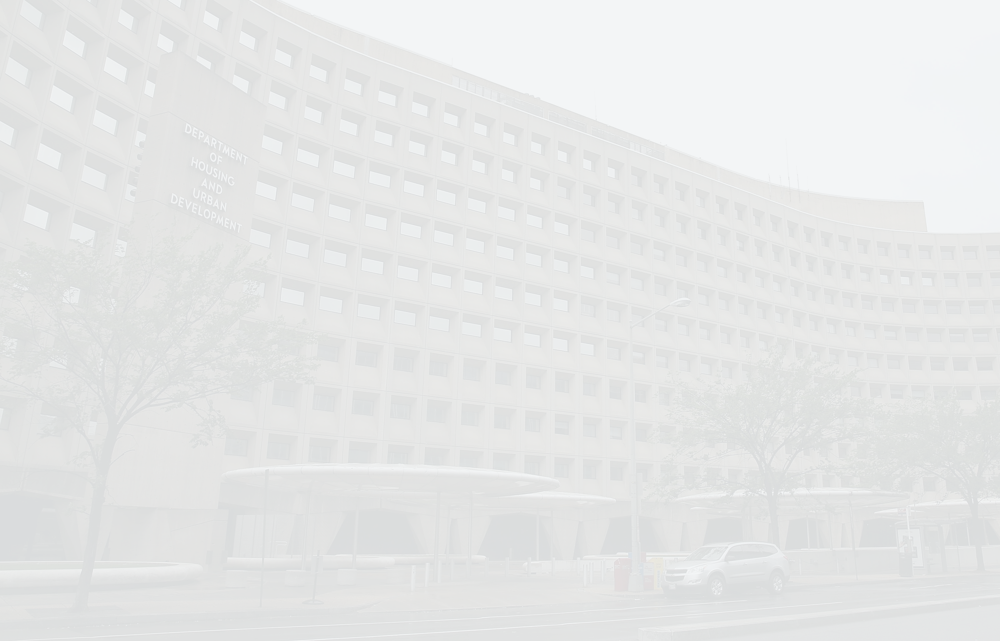 DEPARTMENT
OF
HOUSING
AND
URBAN
DEVELOPMENT